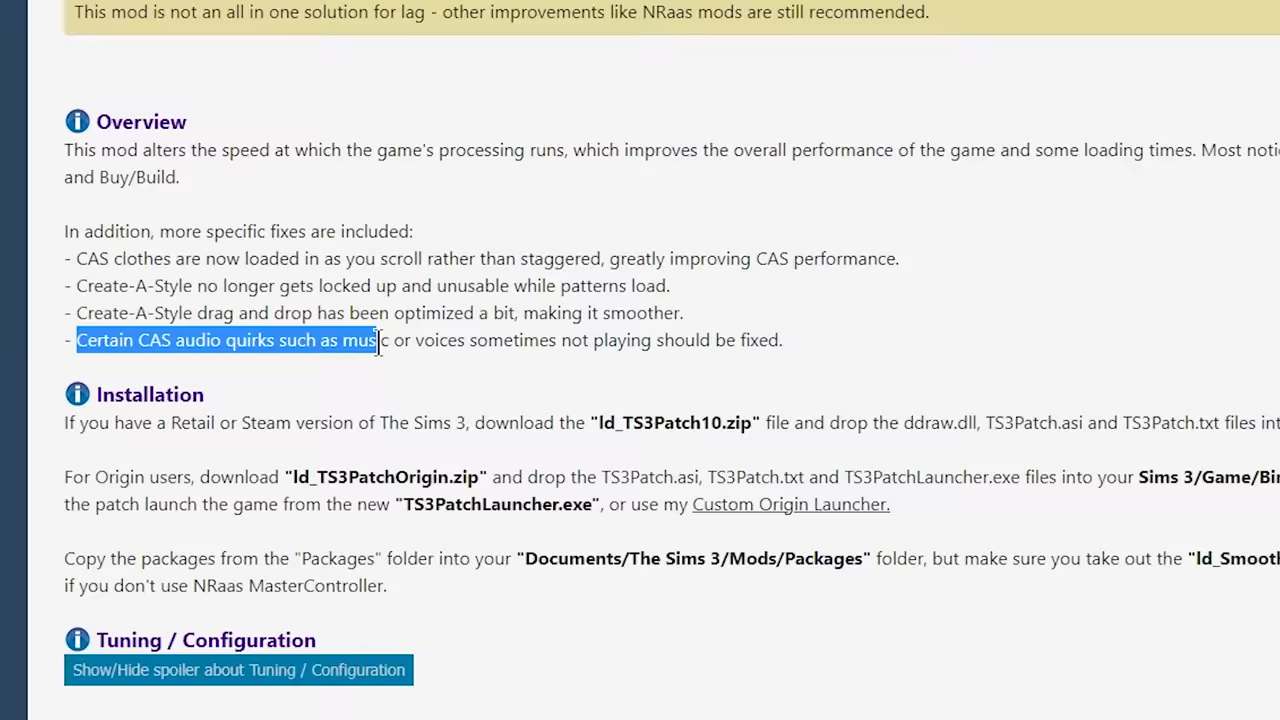 This mod is not an all in one solution for lag - other improvements like NRaas mods are still recommended.
Overview
This mod alters the speed at which the game's processing runs, which improves the overall performance of the game and some loading times. Most
and Buy/Build.
In addition, more specific fixes are included:
- CAS clothes are now loaded in as you scroll rather than staggered, greatly improving CAS performance.
- Create-A-Style no longer gets locked up and unusable while patterns load.
- Create-A-Style drag and drop has been optimized a bit, making it smoother.
- Certain CAS audio quirks such as music or voices sometimes not playing should be fixed.
Installation
If you have a Retail or Steam version of The Sims 3, download the "ld_TS3Patch10.zip" file and drop the ddraw.dll, TS3Patch.asi and TS3Patch.txt files
For Origin users, download "ld_TS3PatchOrigin.zip" and drop the TS3Patch.asi, TS3Patch.txt and TS3PatchLauncher.exe files into your Sims 3/Game/
the patch launch the game from the new "TS3PatchLauncher.exe", or use my Custom Origin Launcher.
Copy the packages from the "Packages" folder into your "Documents/The Sims 3/Mods/Packages" folder, but make sure you take out the
if you don't use NRaas MasterController.
Tuning / Configuration
Show/Hide spoiler about Tuning / Configuration